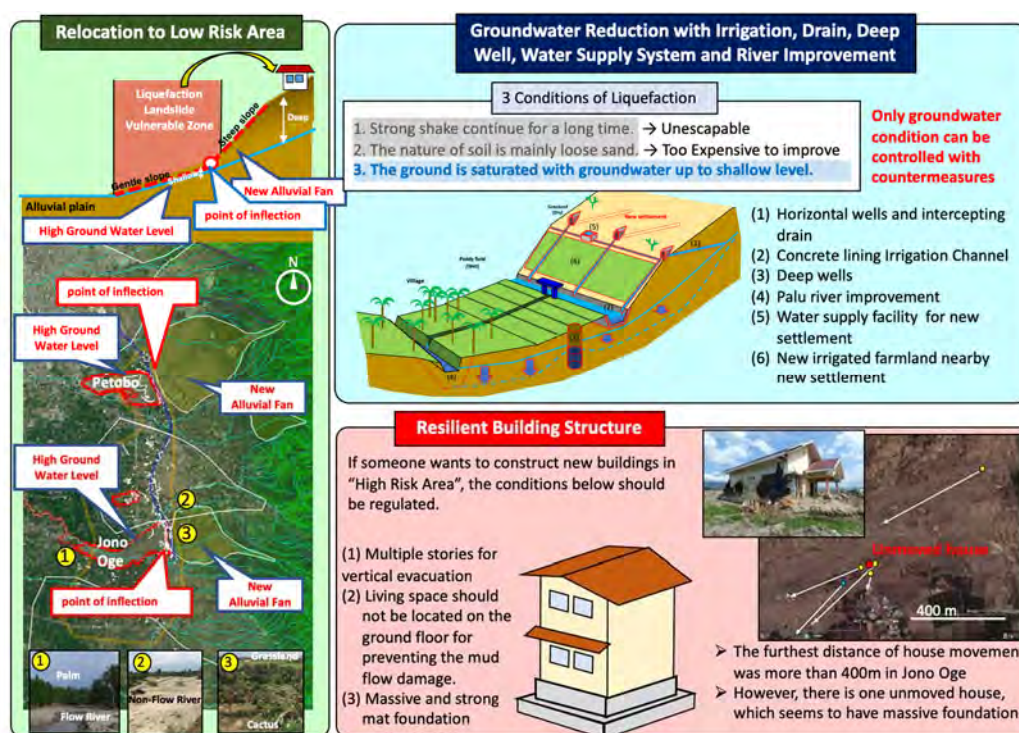 Relocation to Low Risk Area
Liquefaction
Landslide
Vulnerable Zone
Steep slope
Deep
Gentle slope
Shallow
New Alluvial Fan
Alluvial plain
point of inflection
High Ground Water Level
N
point of inflection
High Ground
Water Level
Petobo
New
Alluvial Fan
High Ground
Water Level
2
3
Jono
Oge
1
New
Alluvial Fan
point of inflection
1
Palm
Flow River
2
Non-Flow River
3
Grassland
Cactus
Groundwater Reduction with Irrigation, Drain, Deep
Well, Water Supply System and River Improvement
3 Conditions of Liquefaction
1. Strong shake continue for a long time. → Unescapable
2. The nature of soil is mainly loose sand. → Too Expensive to improve
3. The ground is saturated with groundwater up to shallow level.
Only groundwater
condition can be
controlled with
countermeasures
New settlement
(5)
(6)
Paddy field
Village
(1) Horizontal wells and intercepting
drain
(2) Concrete lining Irrigation Channel
(3) Deep wells
(4) Palu river improvement
(5) Water supply facility for new
settlement
(6) New irrigated farmland nearby
new settlement
Resilient Building Structure
If someone wants to construct new buildings in
"High Risk Area", the conditions below should
be regulated.
(1) Multiple stories for
vertical evacuation
(2) Living space should
not be located on the
ground floor for
preventing the mud
flow damage.
(3) Massive and strong
mat foundation
Unmoved house
400 m
➢ The furthest distance of house movement
was more than 400m in Jono Oge
➢ However, there is one unmoved house,
which seems to have massive foundation